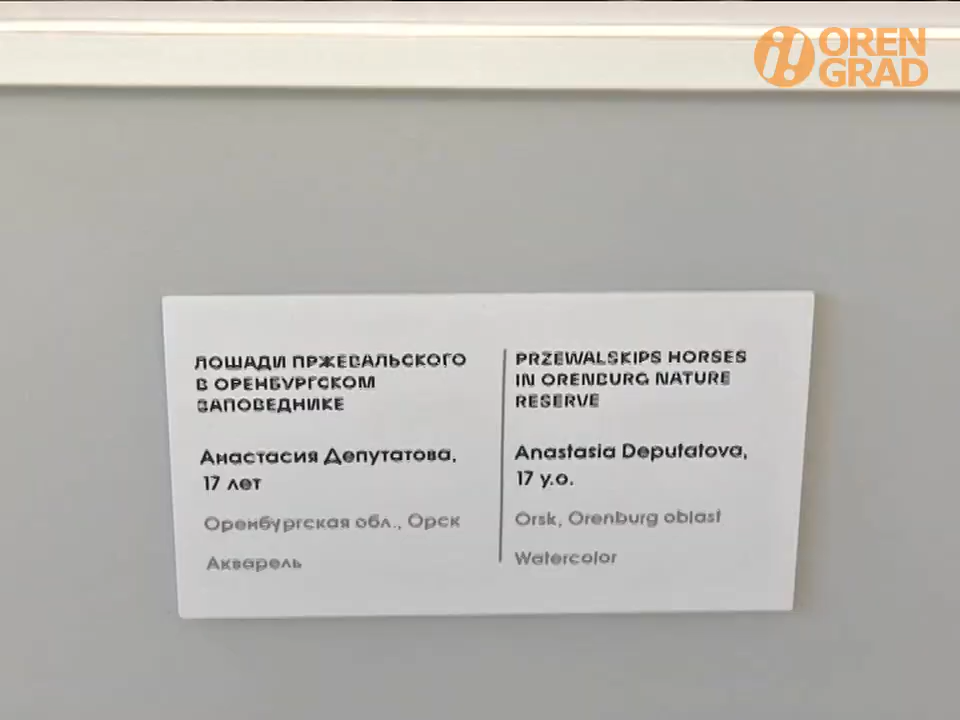 OREN
GRAD
ЛОШАДИ ПРЖЕВАЛЬСКОГО
В ОРЕНБУРГСКОМ
ЗАПОВЕДНИКЕ
Анастасия Депутатова,
17 лет
Оренбургская обл., Орск
Акварель
PRZEWALSKIPS HORSES
IN ORENBURG NATURE
RESERVE
Anastasia Deputatova,
17 y.o.
Orsk, Orenburg oblast
Watercolor